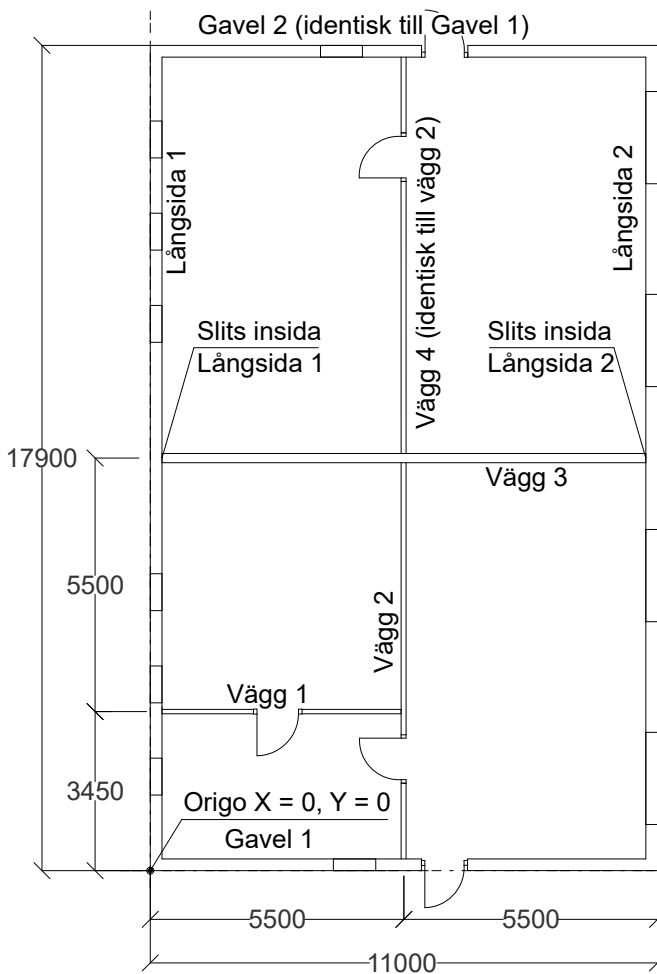 Gavel 2 (identisk till Gavel 1)
Långsida 1
Vägg 4 (identisk till vägg 2)
Långsida 2
Slits insida
Långsida 1
Slits insida
Långsida 2
17900
Vägg 3
5500
Vägg 2
Vägg 1
3450
Origo X = 0, Y = 0
Gavel 1
5500
5500
11000